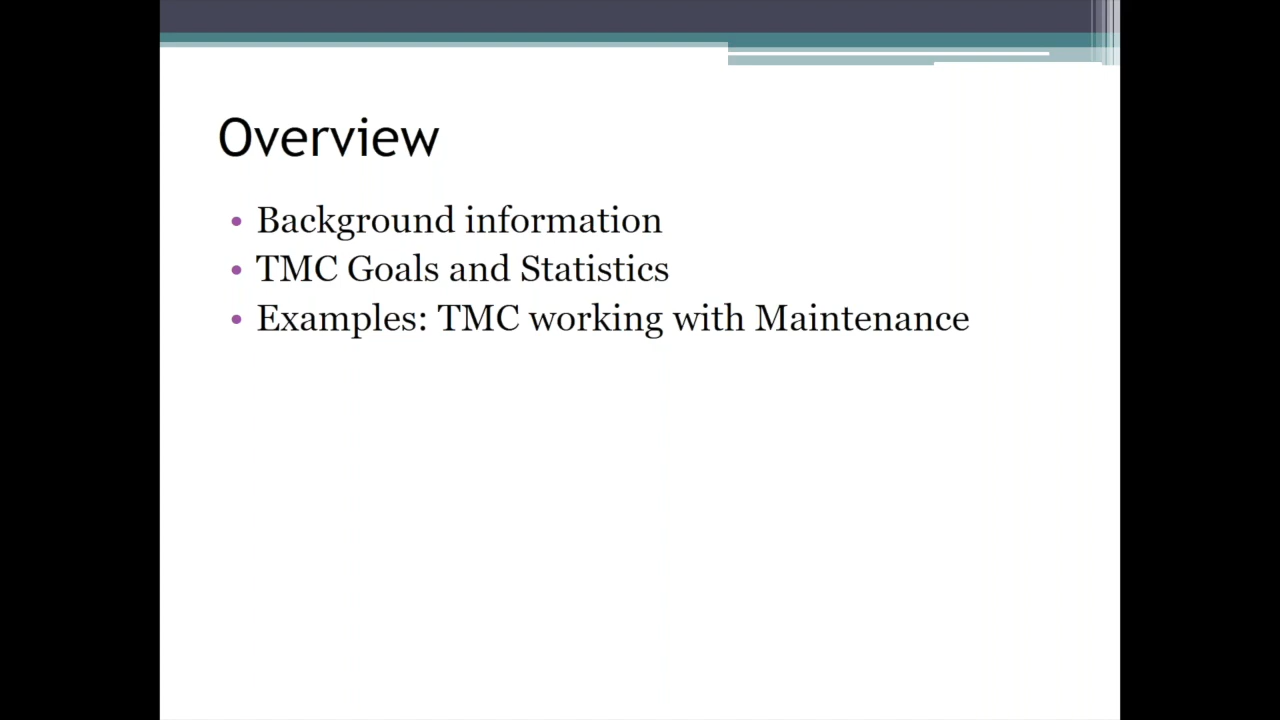 Overview
• Background information
• TMC Goals and Statistics
• Examples: TMC working with Maintenance